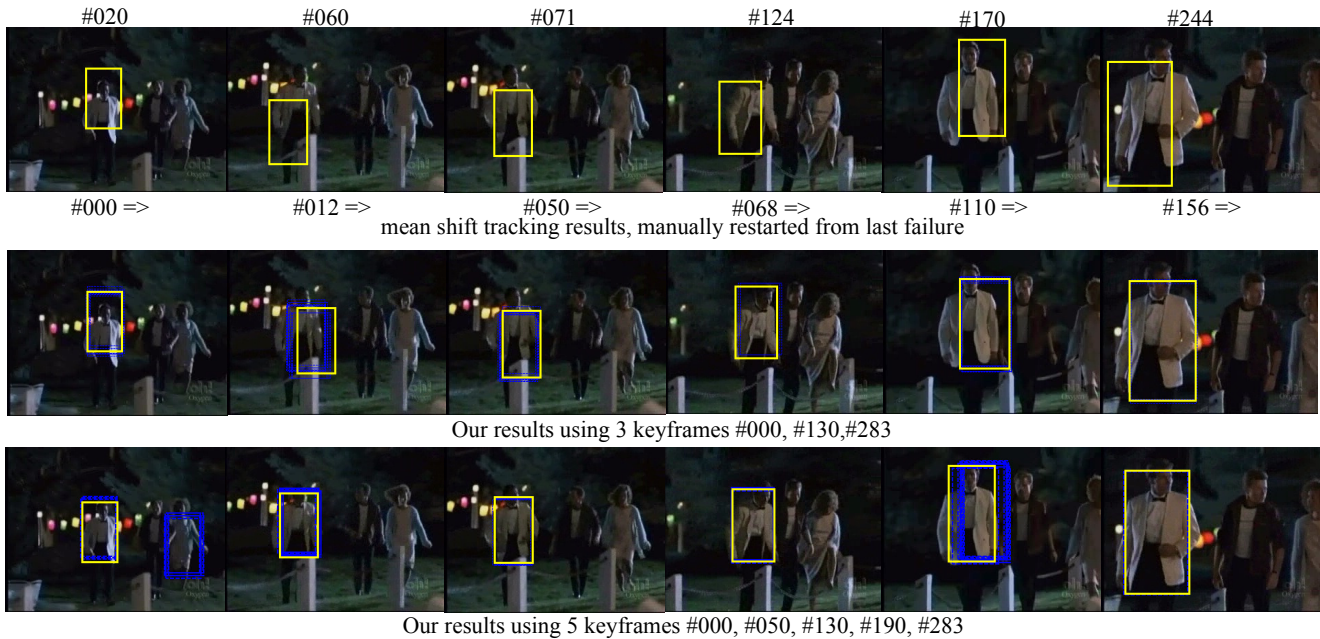 #020 #060 #071 #124 #170 #244
#000 => #012 => #050 => #068 => #110 => #156 =>
mean shift tracking results, manually restarted from last failure
Our results using 3 keyframes #000, #130,#283
Our results using 5 keyframes #000, #050, #130, #190, #283